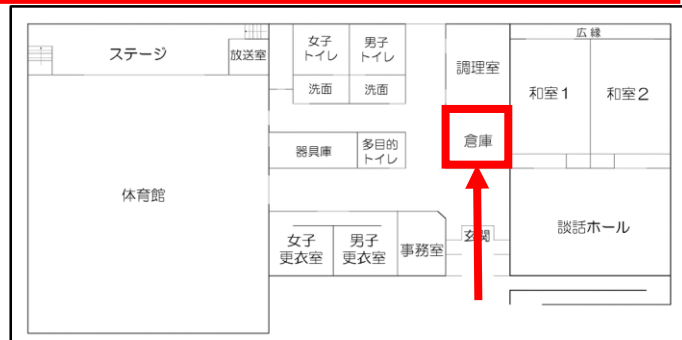 ステージ
放送室
女子
トイレ
男子
トイレ
洗面
洗面
調理室
広縁
和室1
和室2
倉庫
器具庫
多目的
トイレ
体育館
女子
更衣室
男子
更衣室
事務室
玄関
談話ホール